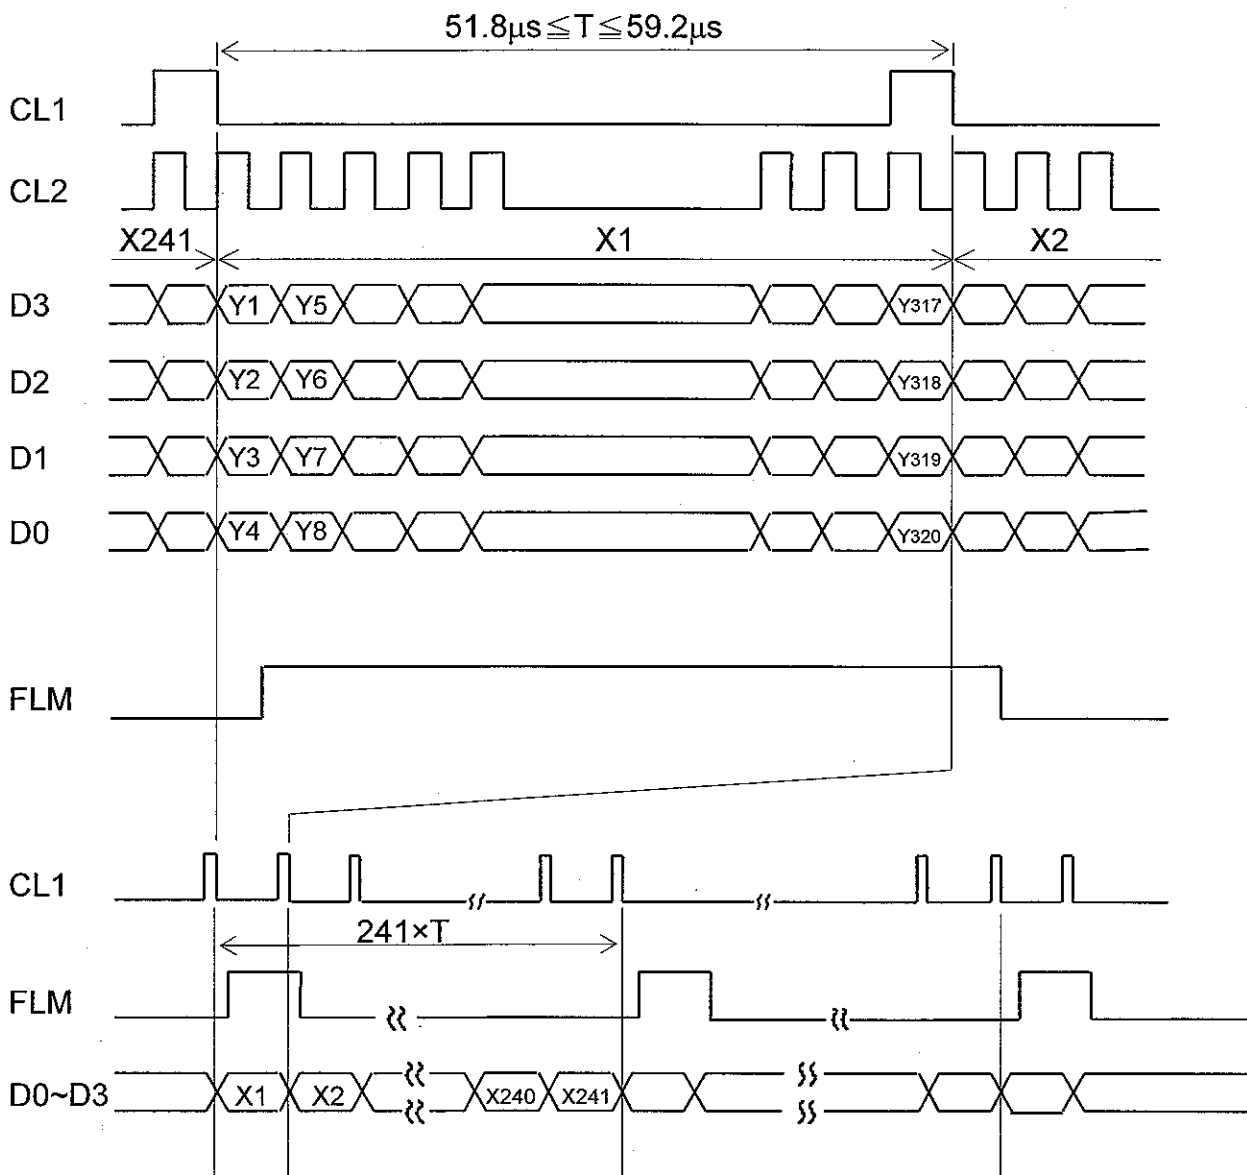 51.8μs≦T≦59.2μs
CL1
CL2
X241 X1 X2
D3 Y1 Y5 Y317
D2 Y2 Y6 Y318
D1 Y3 Y7 Y319
D0 Y4 Y8 Y320
FLM
CL1
241×T
FLM
D0~D3 X1 X2 X240 X241